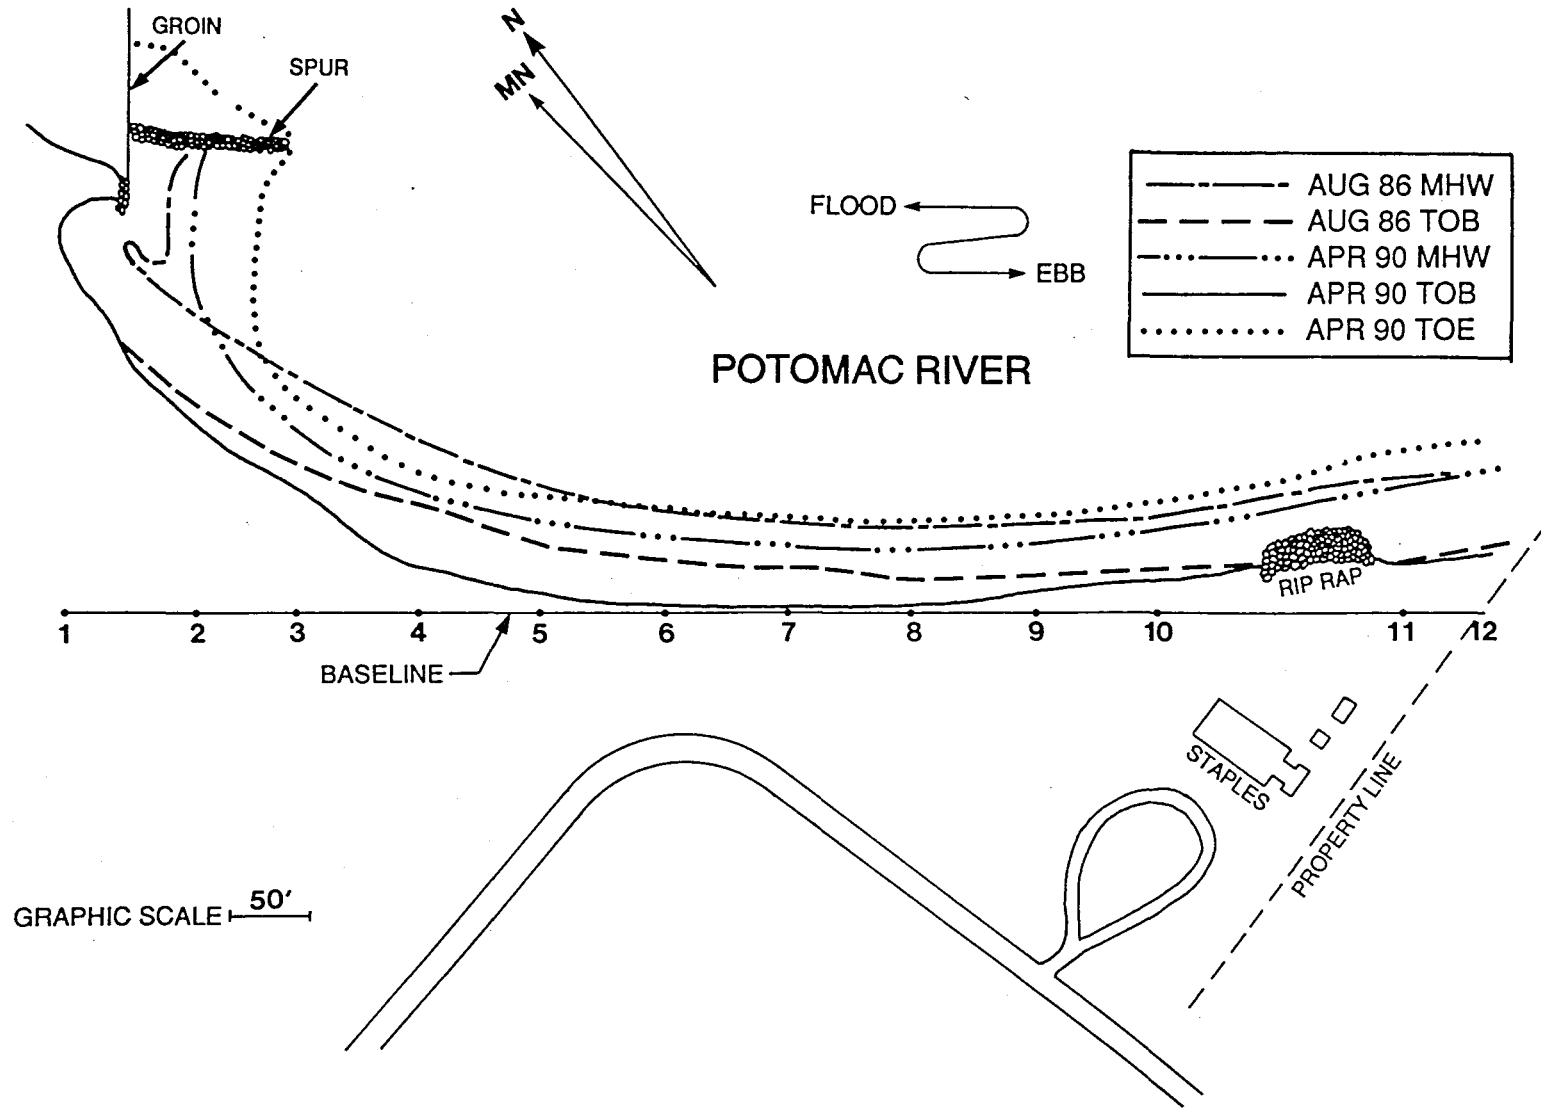 GROIN
SPUR
N
MN
FLOOD
EBB
AUG 86 MHW
AUG 86 TOB
APR 90 MHW
APR 90 TOB
APR 90 TOE
POTOMAC RIVER
RIP RAP
1 2 3 4 5 6 7 8 9 10 11 12
BASELINE
STAPLES
PROPERTY LINE
GRAPHIC SCALE 50'